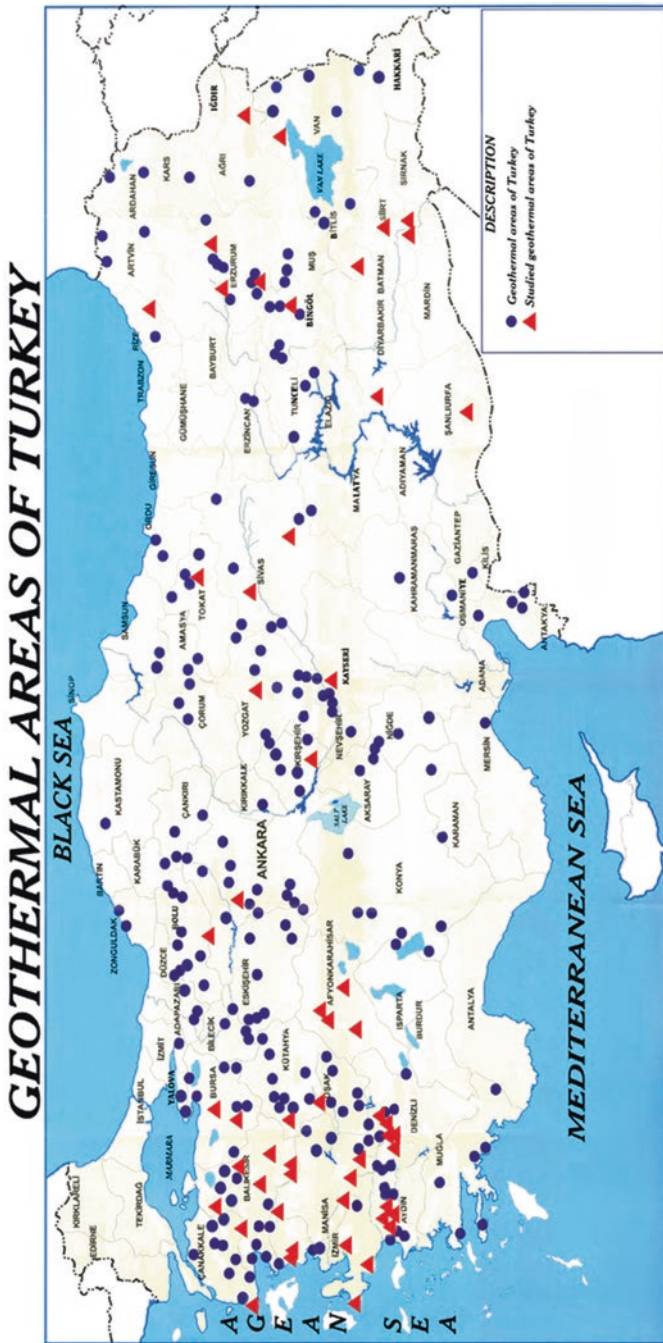 GEOTHERMAL AREAS OF TURKEY
BLACK SEA
KIRKLARELİ
EDİRNE
TEKİRDAĞ
İSTANBUL
MARMARA
YALOVA
İZMİT
ADAPAZARI
DÜZCE
BOLU
ZONGULDAK
BARTIN
KARABÜK
KASTAMONU
SİNOP
ÇANKIRI
SAMSUN
AMASYA
ÇORUM
TOKAT
ORDU
GİRESUN
TRABZON
RİZE
ARTVİN
ARDAHAN
KARS
GÜMÜŞHANE
BAYBURT
ERZURUM
AĞRI
IĞDIR
ÇANAKKALE
BALIKESİR
BURSA
BİLECİK
ESKİŞEHİR
KÜTAHYA
ANKARA
KIRIKKALE
YOZGAT
KIRŞEHİR
SİVAS
ERZİNCAN
TUNCELİ
BİNGÖL
MUŞ
ELAZIĞ
BİTLİS
VAN LAKE
VAN
HAKKARİ
MANİSA
İZMİR
UŞAK
AFYONKARAHİSAR
SALT LAKE
AKSARAY
NEVŞEHİR
KAYSERİ
NİĞDE
MALATYA
ADIYAMAN
DİYARBAKIR
BATMAN
SİİRT
ŞIRNAK
MARDİN
ŞANLIURFA
AYDIN
DENİZLİ
MUĞLA
BURDUR
ISPARTA
ANTALYA
KONYA
KARAMAN
MERSİN
ADANA
KAHRAMANMARAŞ
OSMANİYE
GAZİANTEP
KİLİS
ANTAKYA
AGEAN SEA
MEDITERRANEAN SEA
DESCRIPTION
Geothermal areas of Turkey
Studied geothermal areas of Turkey